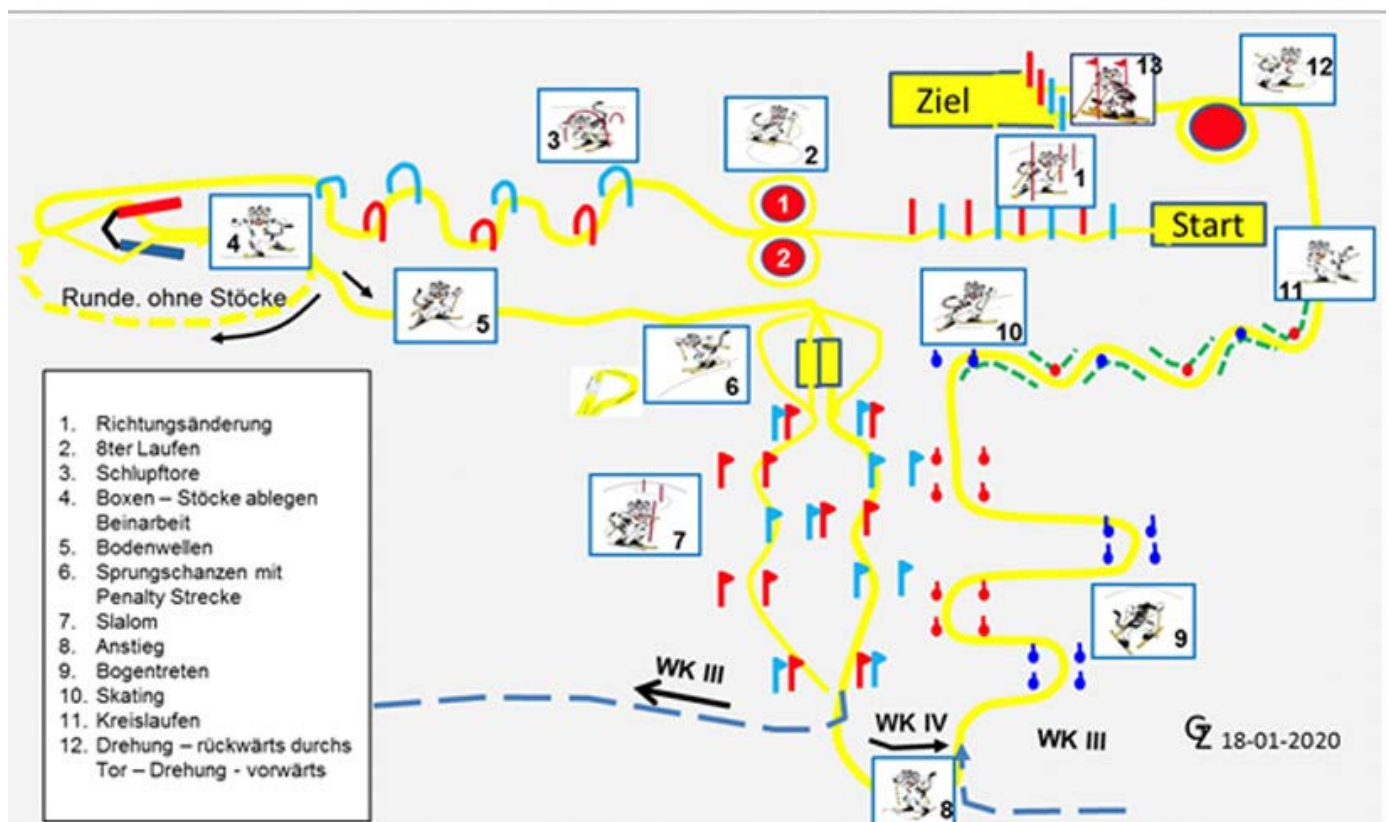 Ziel
13
12
3
2
1
1
Start
4
2
11
Runde. ohne Stöcke
5
10
6
1. Richtungsänderung
2. 8ter Laufen
3. Schlupftore
4. Boxen – Stöcke ablegen
Beinarbeit
5. Bodenwellen
6. Sprungschanzen mit
Penalty Strecke
7. Slalom
8. Anstieg
9. Bogentreten
10. Skating
11. Kreislaufen
12. Drehung – rückwärts durchs
Tor – Drehung - vorwärts
7
9
WK III
WK IV
WK III
GZ 18-01-2020
8